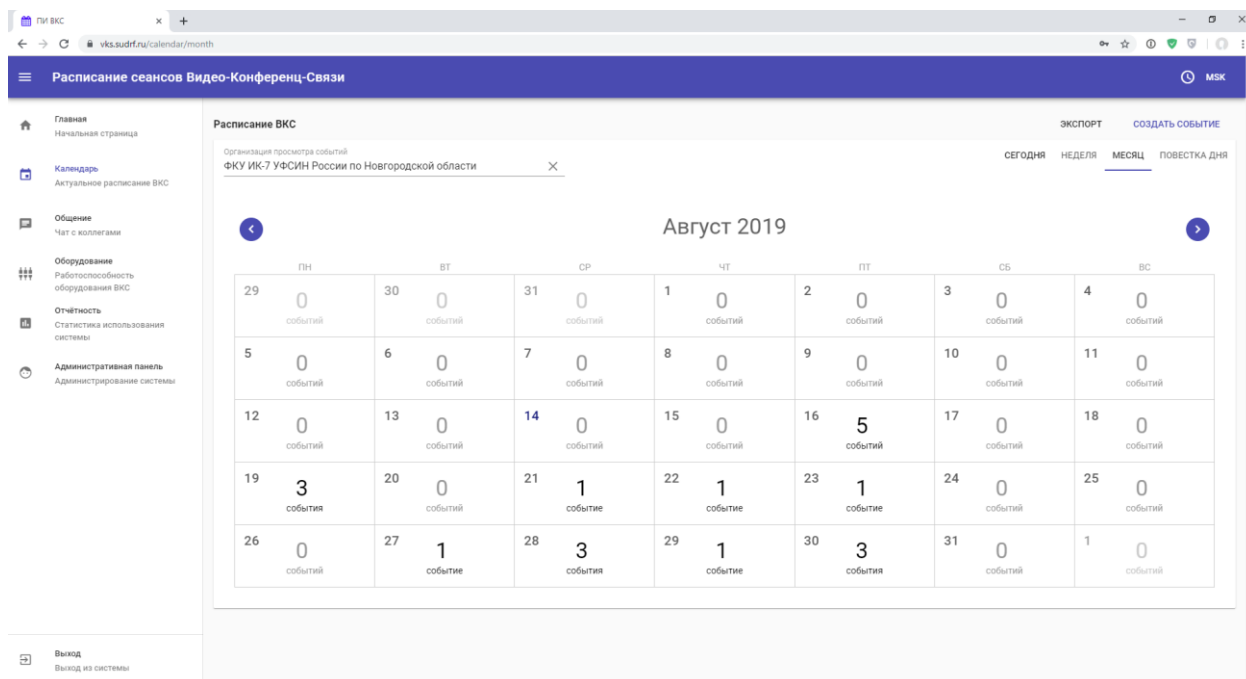 ПИ ВКС
vks.sudrf.ru/calendar/month
Расписание сеансов Видео-Конференц-Связи
MSK
Главная
Начальная страница
Календарь
Актуальное расписание ВКС
Общение
Чат с коллегами
Оборудование
Работоспособность
оборудования ВКС
Отчётность
Статистика использования
системы
Административная панель
Администрирование системы
Выход
Выход из системы
Расписание ВКС
ЭКСПОРТ СОЗДАТЬ СОБЫТИЕ
Организация просмотра событий
ФКУ ИК-7 УФСИН России по Новгородской области
СЕГОДНЯ НЕДЕЛЯ МЕСЯЦ ПОВЕСТКА ДНЯ
Август 2019
ПН ВТ СР ЧТ ПТ СБ ВС
29 0 30 0 31 0 1 0 2 0 3 0 4 0
событий событий событий событий событий событий событий
5 0 6 0 7 0 8 0 9 0 10 0 11 0
событий событий событий событий событий событий событий
12 0 13 0 14 0 15 0 16 5 17 0 18 0
событий событий событий событий событий событий событий
19 3 20 0 21 1 22 1 23 1 24 0 25 0
события событий событие событие событие событий событий
26 0 27 1 28 3 29 1 30 3 31 0 1 0
событий событие события событие события событий событий